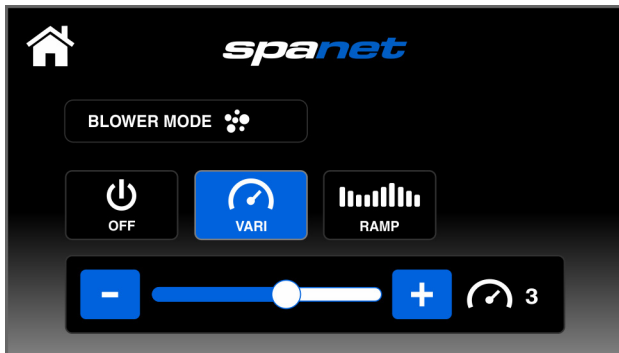 spanet
BLOWER MODE
OFF
VARI
RAMP
- + 3